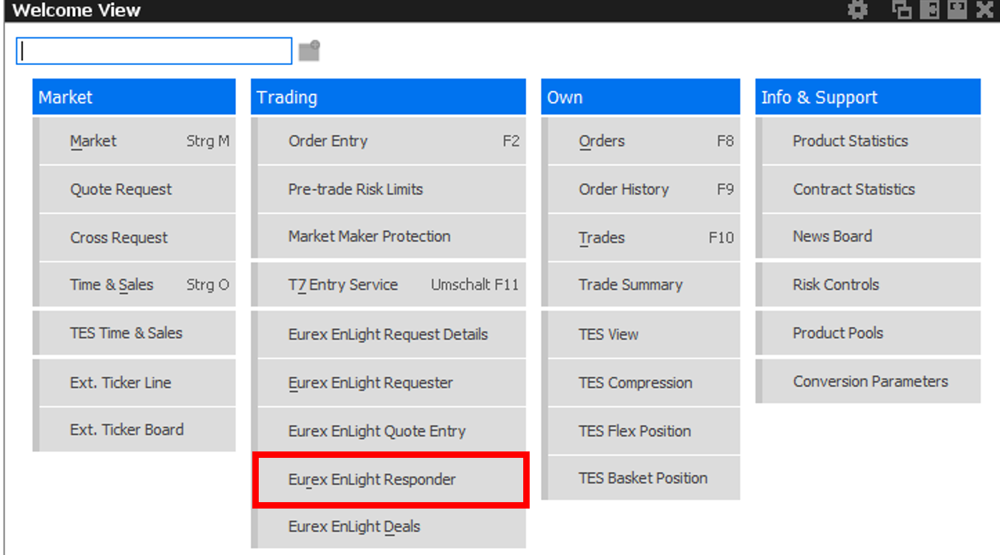 Welcome View
Market
Market Strg M
Quote Request
Cross Request
Time & Sales Strg O
TES Time & Sales
Ext. Ticker Line
Ext. Ticker Board
Trading
Order Entry F2
Pre-trade Risk Limits
Market Maker Protection
T7 Entry Service Umschalt F11
Eurex EnLight Request Details
Eurex EnLight Requester
Eurex EnLight Quote Entry
Eurex EnLight Responder
Eurex EnLight Deals
Own
Orders F8
Order History F9
Trades F10
Trade Summary
TES View
TES Compression
TES Flex Position
TES Basket Position
Info & Support
Product Statistics
Contract Statistics
News Board
Risk Controls
Product Pools
Conversion Parameters